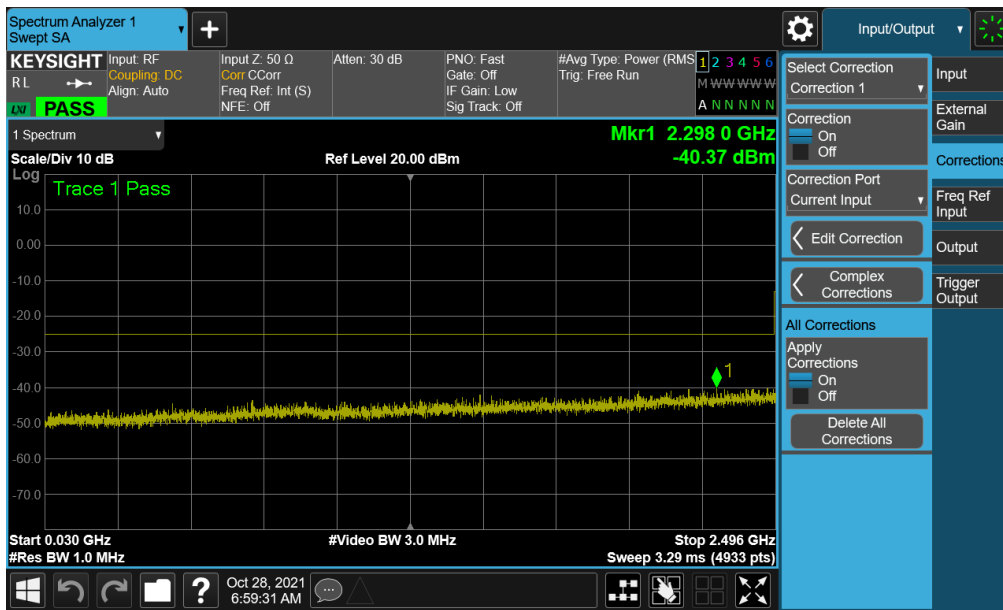 Spectrum Analyzer 1
Swept SA
Input/Output
KEYSIGHT
R L
LXI
PASS
Input: RF
Coupling: DC
Align: Auto
Input Z: 50 Ω
Corr CCorr
Freq Ref: Int (S)
NFE: Off
Atten: 30 dB
PNO: Fast
Gate: Off
IF Gain: Low
Sig Track: Off
#Avg Type: Power (RMS
Trig: Free Run
1 2 3 4 5 6
M W W W W W
A N N N N N
1 Spectrum
Scale/Div 10 dB
Ref Level 20.00 dBm
Mkr1 2.298 0 GHz
-40.37 dBm
Log
Trace 1 Pass
10.0
0.00
-10.0
-20.0
-30.0
-40.0
-50.0
-60.0
-70.0
1
Start 0.030 GHz
#Video BW 3.0 MHz
Stop 2.496 GHz
#Res BW 1.0 MHz
Sweep 3.29 ms (4933 pts)
Select Correction
Correction 1
Correction
On
Off
Correction Port
Current Input
Edit Correction
Complex
Corrections
All Corrections
Apply
Corrections
On
Off
Delete All
Corrections
Input
External
Gain
Corrections
Freq Ref
Input
Output
Trigger
Output
?
Oct 28, 2021
6:59:31 AM